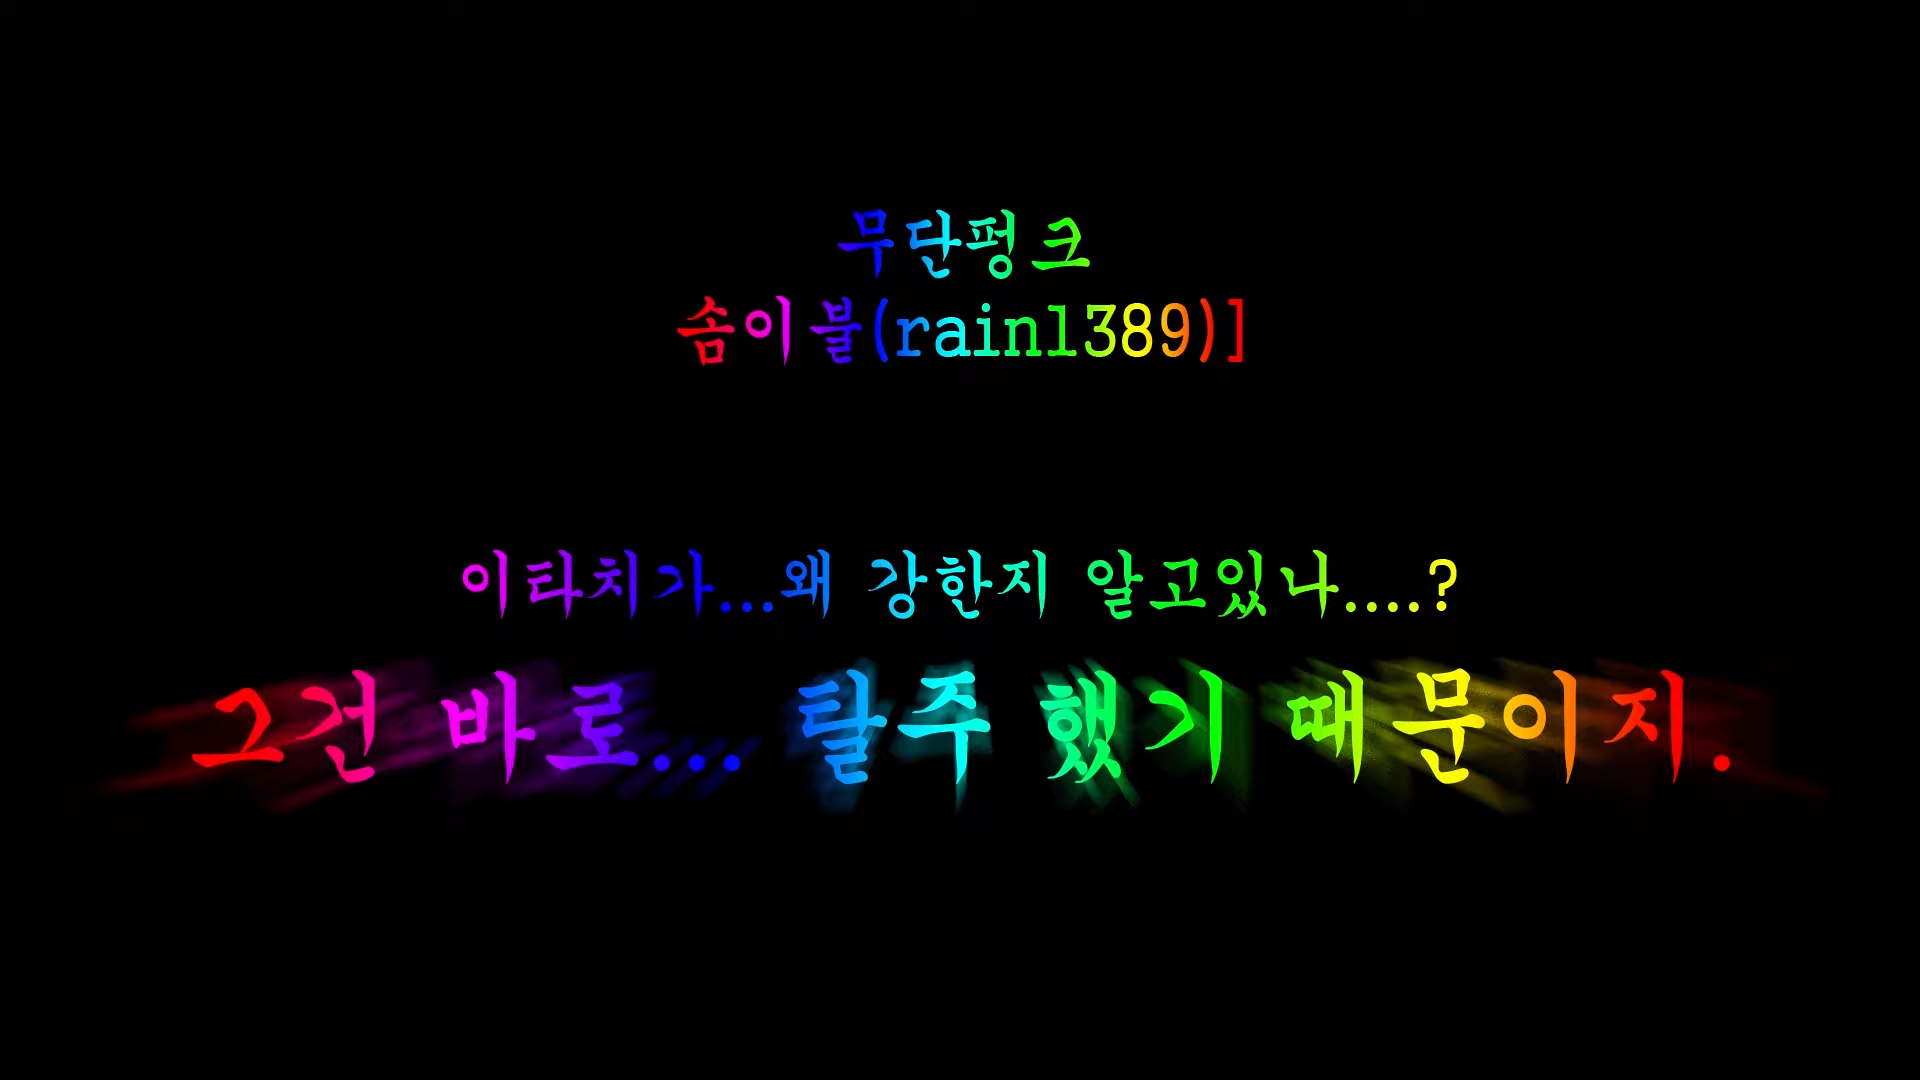 무단펑크
솜이불(rain1389)]
이타치가...왜 강한지 알고있나....?
그건 바로... 탈주 했기 때문이지.